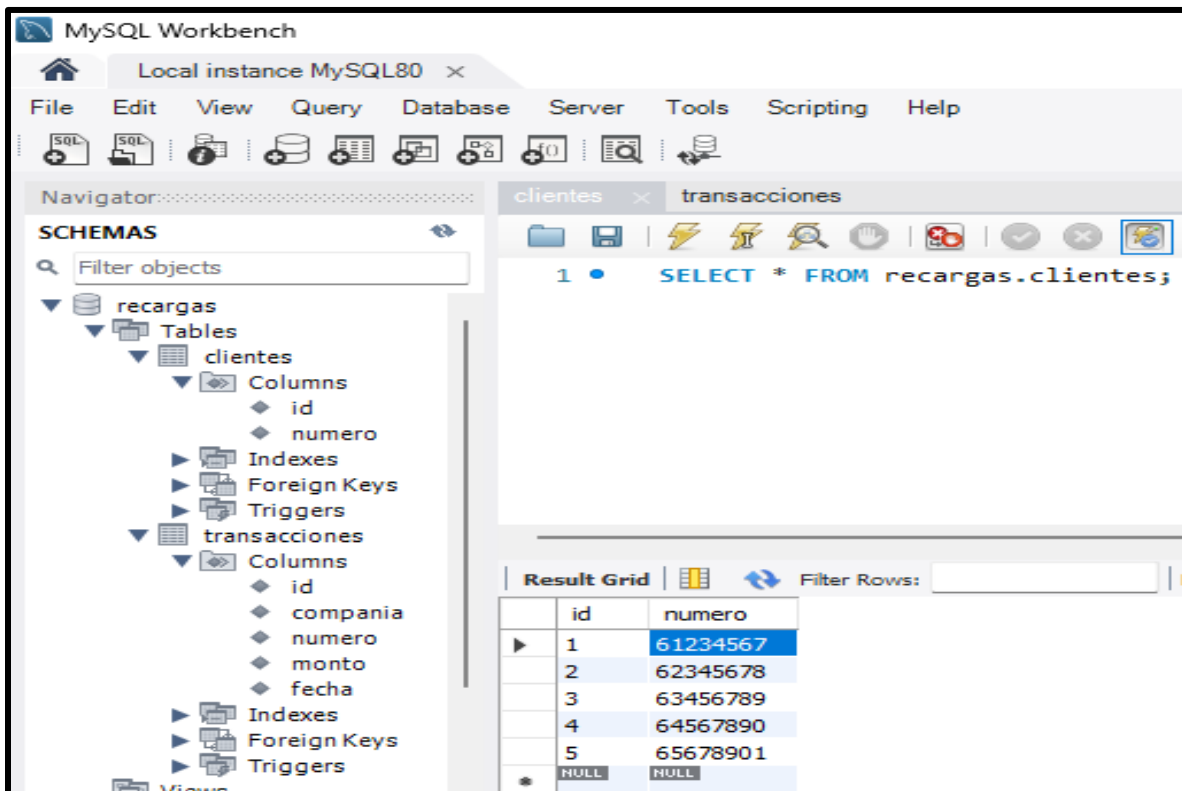 MySQL Workbench
Local instance MySQL80
File Edit View Query Database Server Tools Scripting Help
Navigator
SCHEMAS
Filter objects
recargas
Tables
clientes
Columns
id
numero
Indexes
Foreign Keys
Triggers
transacciones
Columns
id
compania
numero
monto
fecha
Indexes
Foreign Keys
Triggers
Views
clientes transacciones
1 SELECT * FROM recargas.clientes;
Result Grid Filter Rows:
id numero
1 61234567
2 62345678
3 63456789
4 64567890
5 65678901
NULL NULL